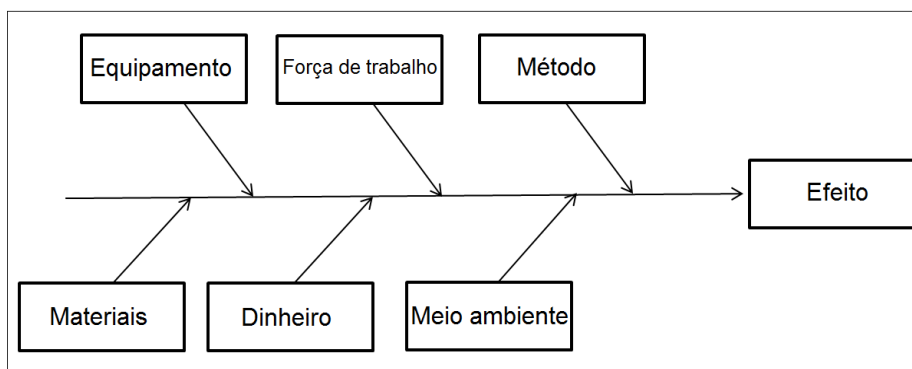 Equipamento
Força de trabalho
Método
Efeito
Materiais
Dinheiro
Meio ambiente